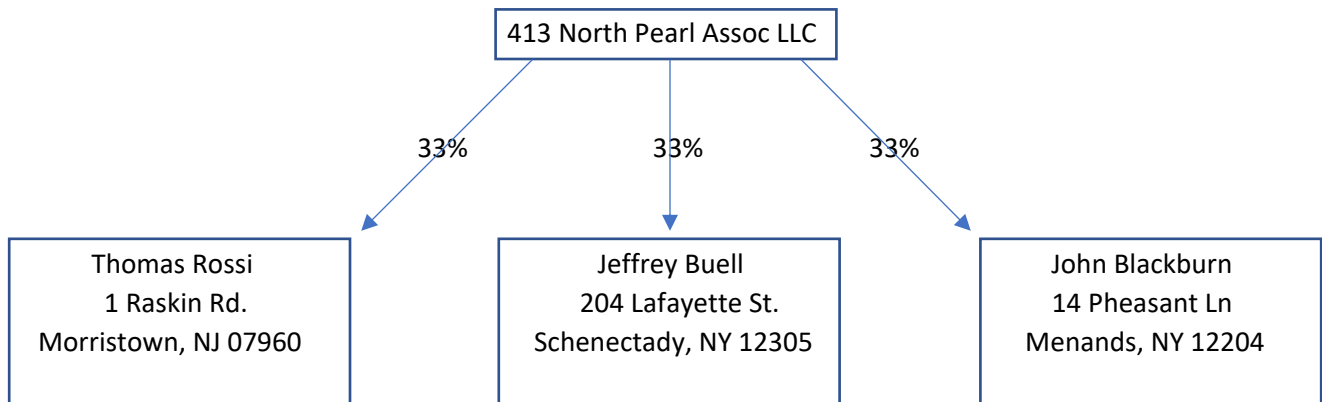 413 North Pearl Assoc LLC
33%
33%
33%
Thomas Rossi
1 Raskin Rd.
Morristown, NJ 07960
Jeffrey Buell
204 Lafayette St.
Schenectady, NY 12305
John Blackburn
14 Pheasant Ln
Menands, NY 12204